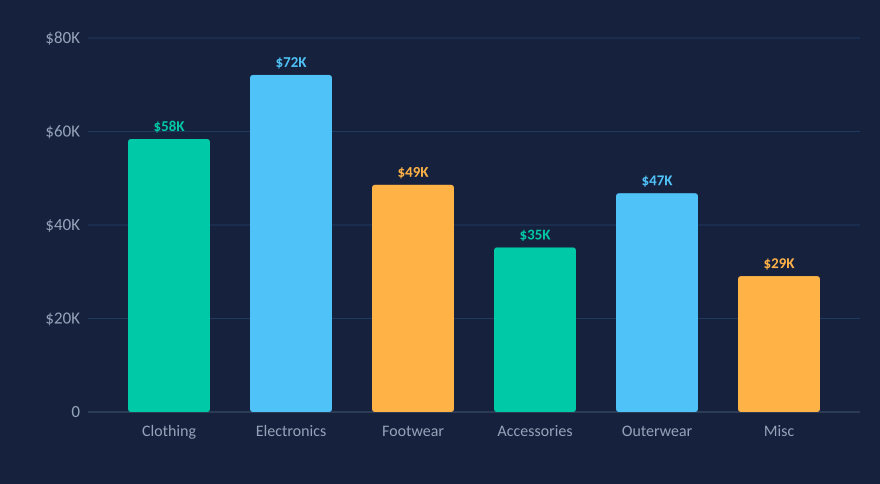 $80K
$72K
$60K
$58K
$49K
$47K
$40K
$35K
$29K
$20K
0
Clothing Electronics Footwear Accessories Outerwear Misc